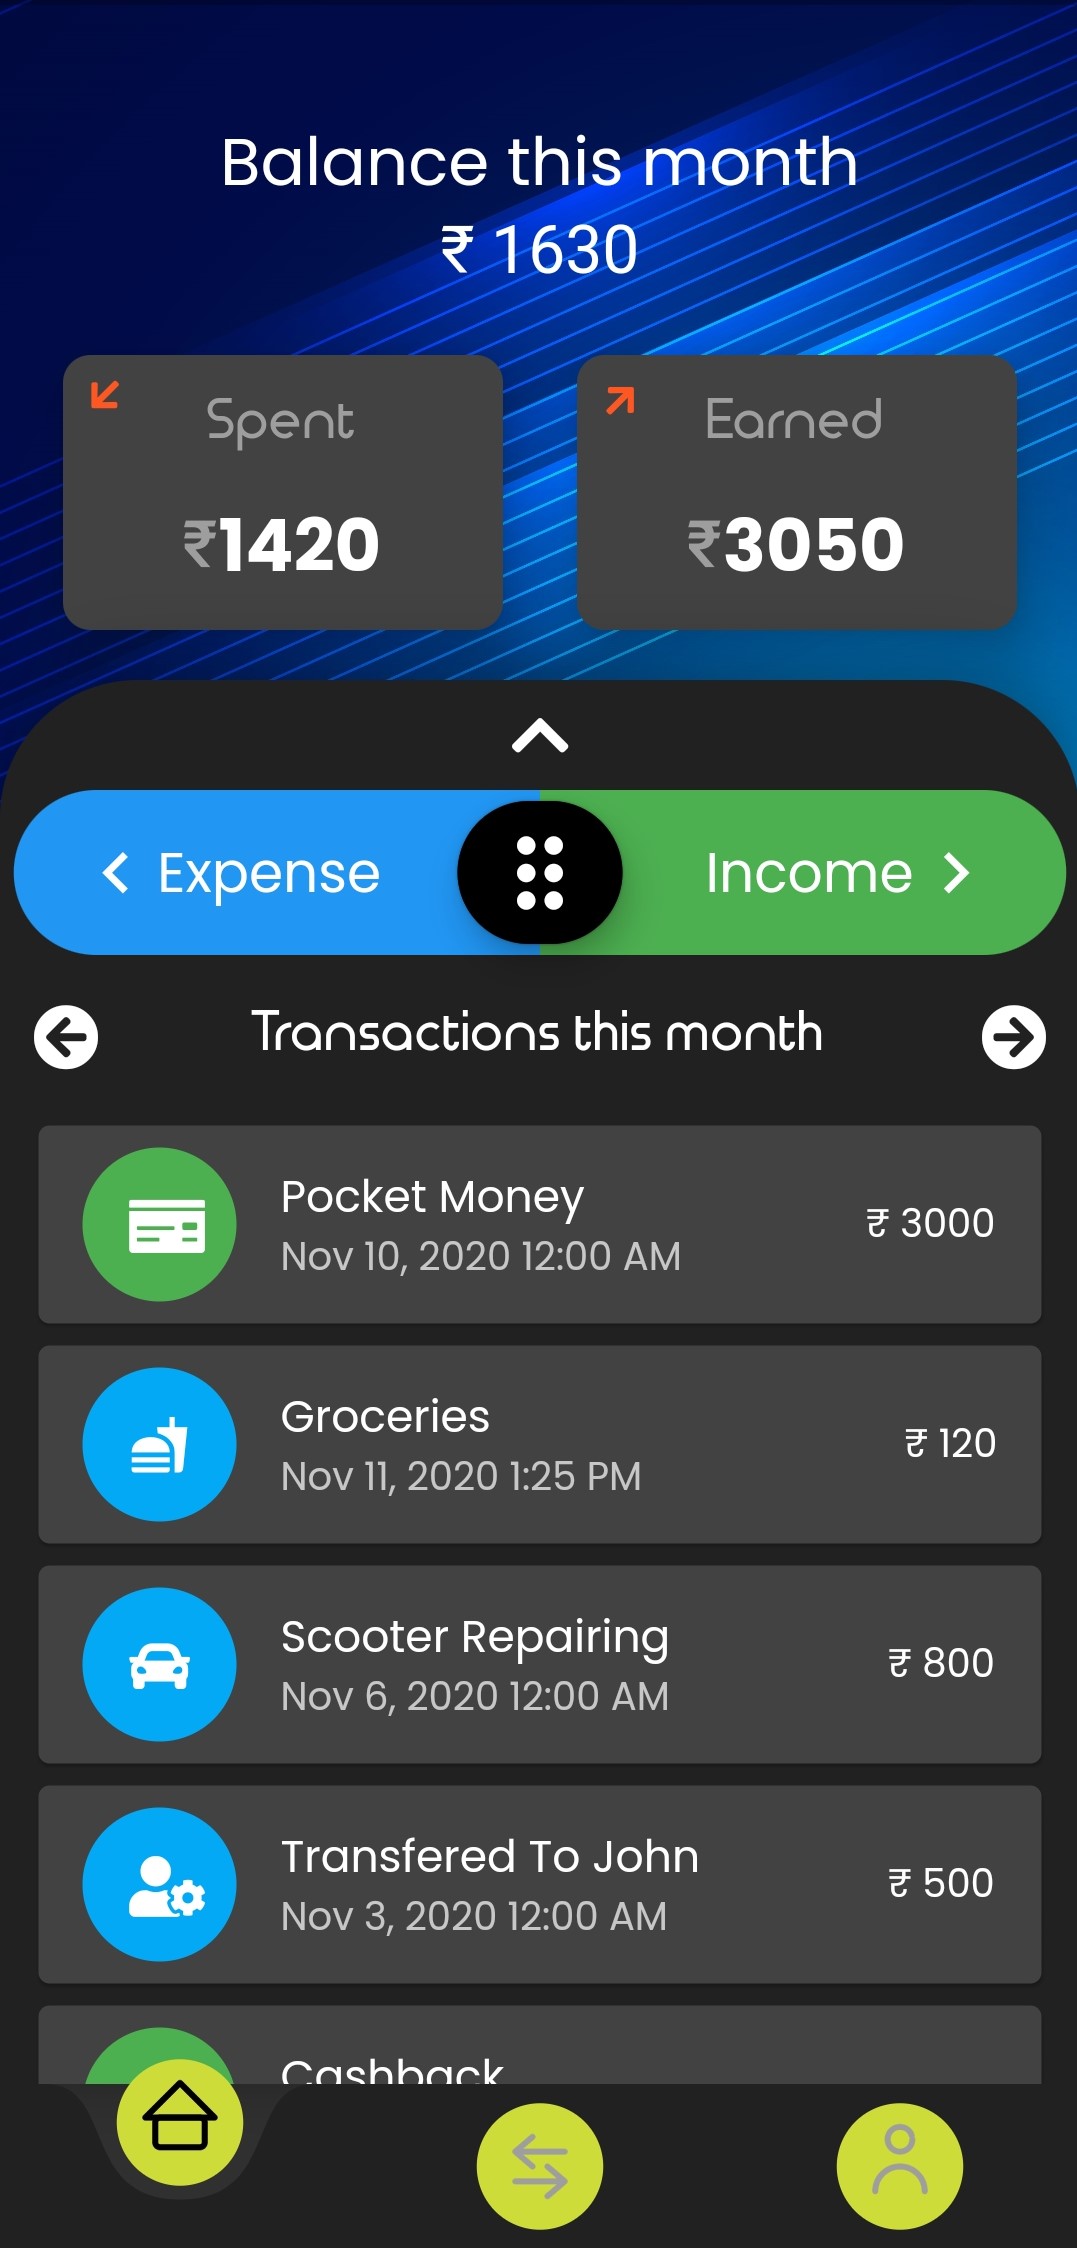 Balance this month
₹ 1630
Spent
Earned
₹1420
₹3050
Expense
Income
Transactions this month
Pocket Money
₹ 3000
Nov 10, 2020 12:00 AM
Groceries
₹ 120
Nov 11, 2020 1:25 PM
Scooter Repairing
₹ 800
Nov 6, 2020 12:00 AM
Transfered To John
₹ 500
Nov 3, 2020 12:00 AM
Cashback